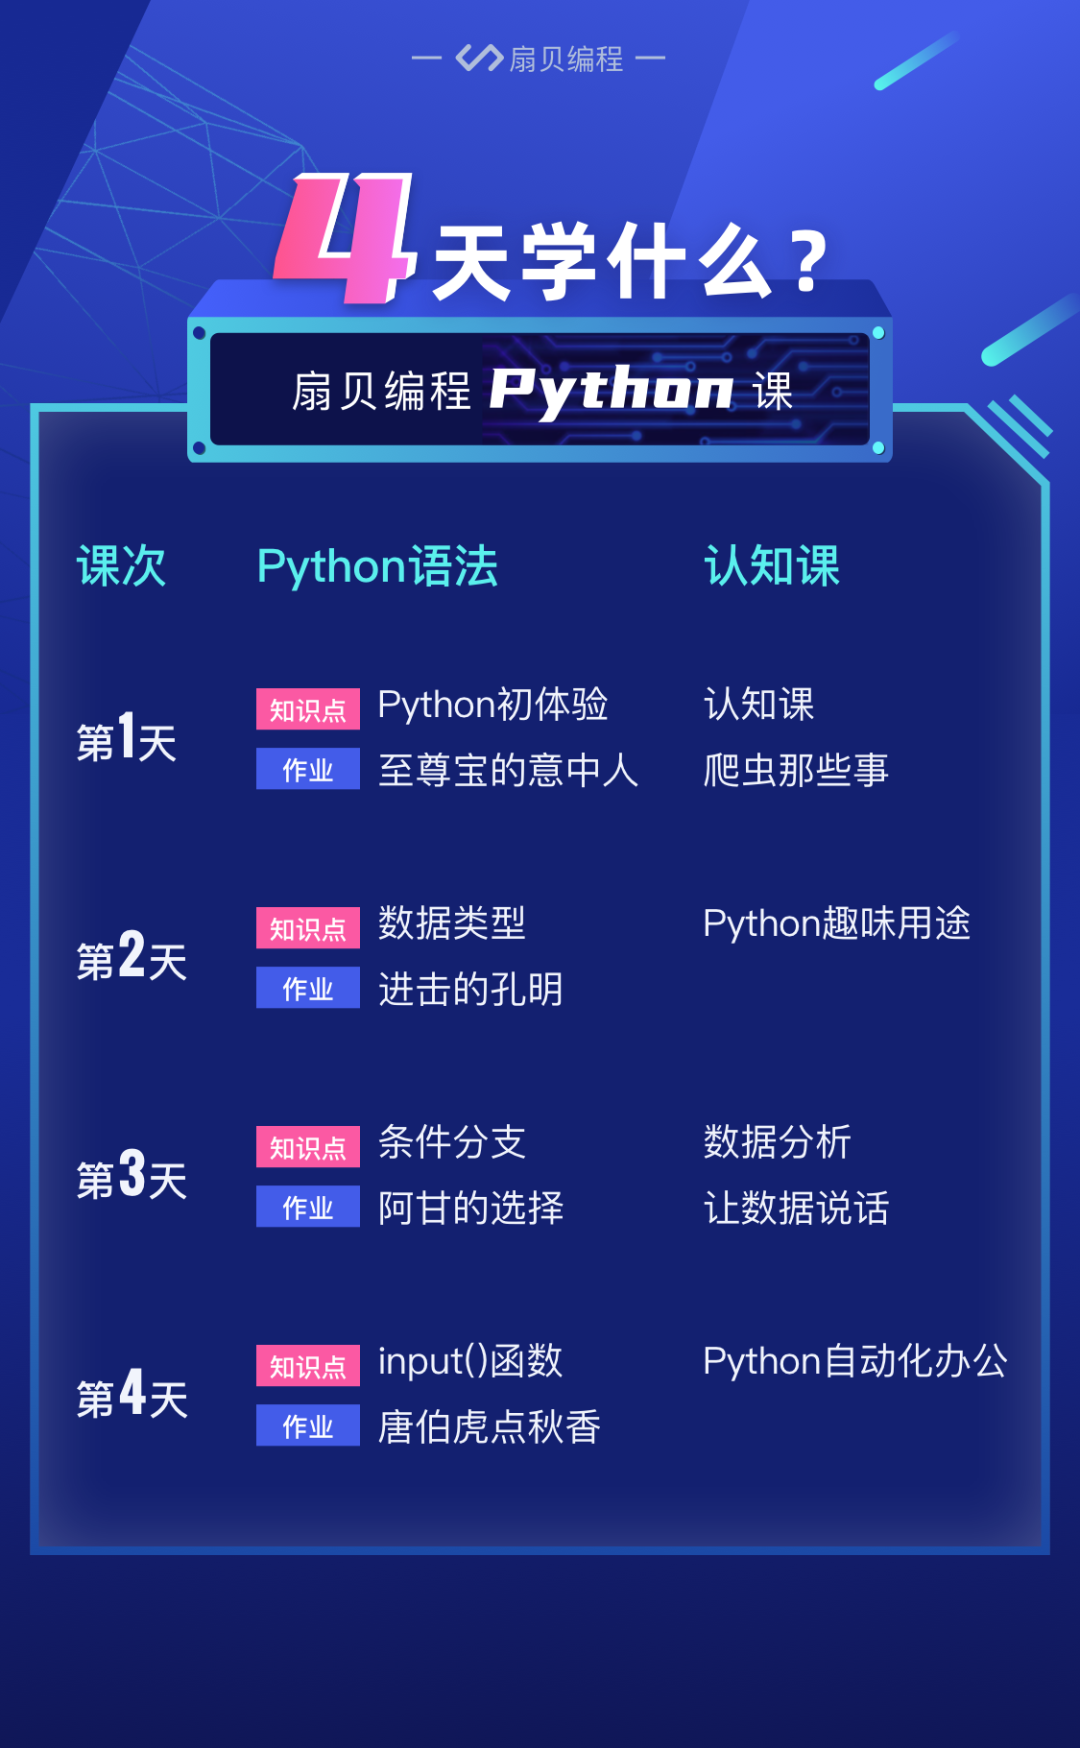 扇贝编程
4天学什么?
扇贝编程 Python 课
课次 Python语法 认知课
第1天
知识点 Python初体验 认知课
作业 至尊宝的意中人 爬虫那些事
第2天
知识点 数据类型 Python趣味用途
作业 进击的孔明
第3天
知识点 条件分支 数据分析
作业 阿甘的选择 让数据说话
第4天
知识点 input()函数 Python自动化办公
作业 唐伯虎点秋香